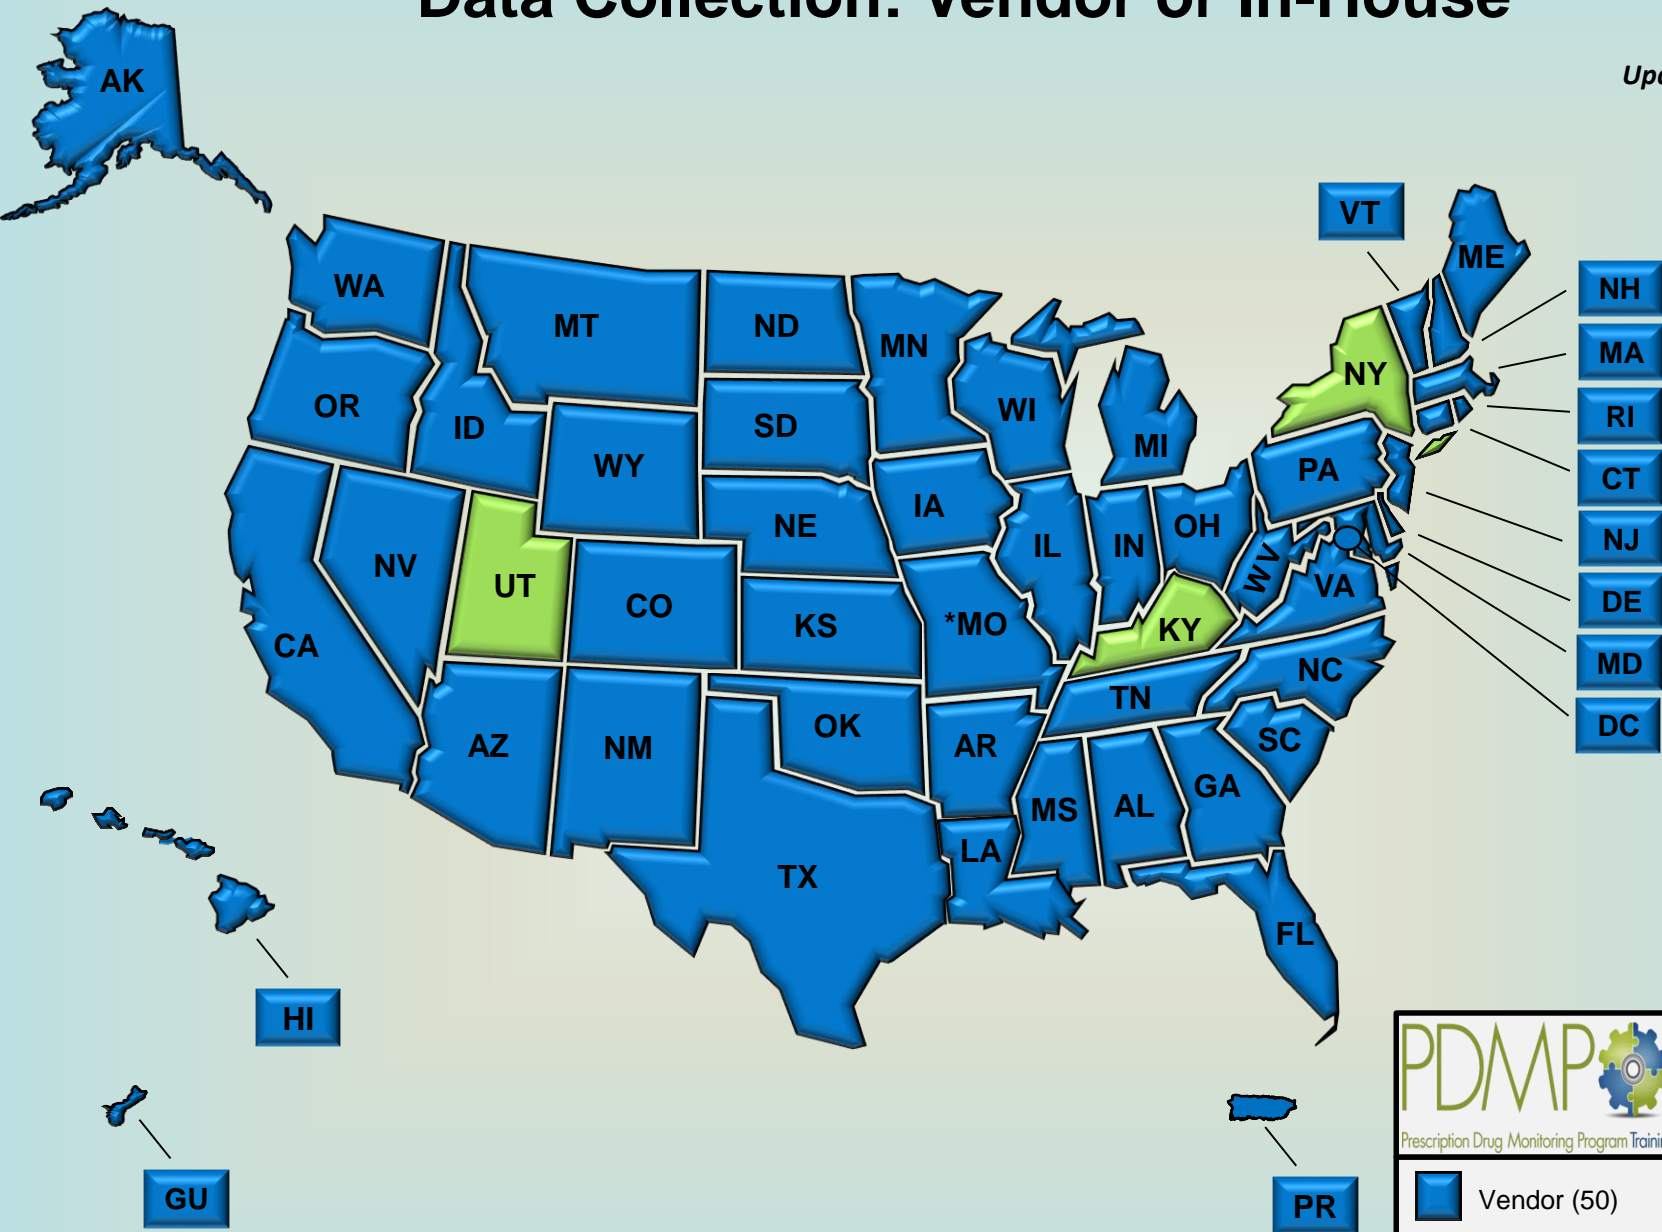 Data Collection: Vendor or In-House
AK
VT
ME
WA
NH
MT
ND
MN
MA
NY
OR
ID
SD
WI
RI
MI
WY
PA
CT
IA
NE
OH
NJ
NV
IL
IN
WV
UT
CO
VA
DE
KS
*MO
KY
CA
MD
NC
TN
DC
OK
AZ
NM
AR
SC
GA
MS
AL
LA
TX
FL
HI
PDMP
Prescription Drug Monitoring Program
GU
PR
Vendor (50)